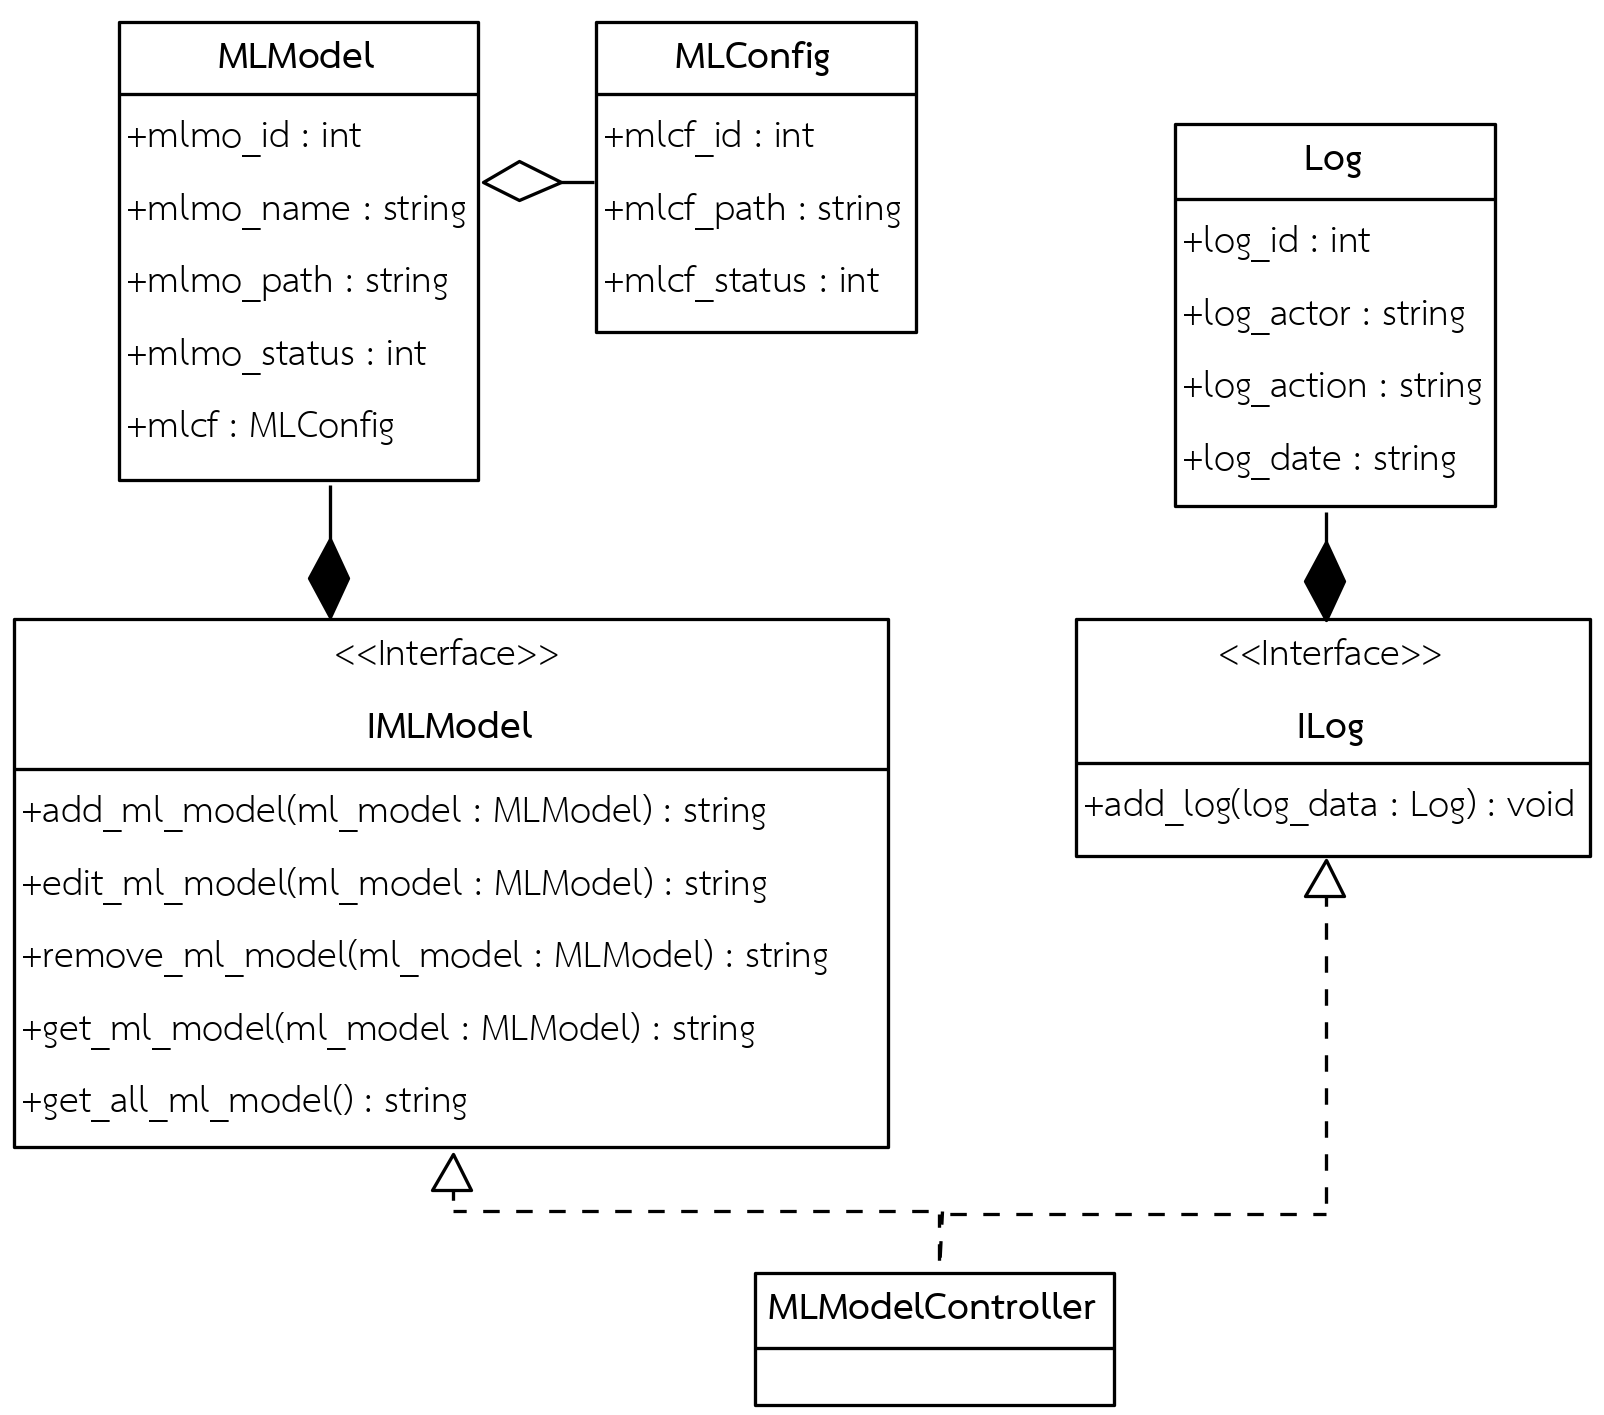 MLModel
+mlmo_id : int
+mlmo_name : string
+mlmo_path : string
+mlmo_status : int
+mlcf : MLConfig
MLConfig
+mlcf_id : int
+mlcf_path : string
+mlcf_status : int
Log
+log_id : int
+log_actor : string
+log_action : string
+log_date : string
<<Interface>>
IMLModel
+add_ml_model(ml_model : MLModel) : string
+edit_ml_model(ml_model : MLModel) : string
+remove_ml_model(ml_model : MLModel) : string
+get_ml_model(ml_model : MLModel) : string
+get_all_ml_model() : string
<<Interface>>
ILog
+add_log(log_data : Log) : void
MLModelController